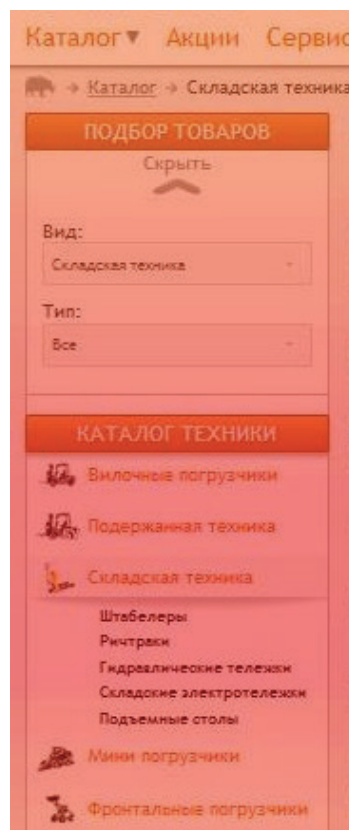 Каталог▼ Акции Сервис
→ Каталог → Складская техника
ПОДБОР ТОВАРОВ
Скрыть
Вид:
Складская техника
Тип:
Все
КАТАЛОГ ТЕХНИКИ
Вилочные погрузчики
Подержанная техника
Складская техника
Штабелеры
Ричтраки
Гидравлические тележки
Складские электротележки
Подъемные столы
Мини погрузчики
Фронтальные погрузчики